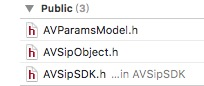 Public (3)
h AVParamsModel.h
h AVSipObject.h
h AVSipSDK.h ...in AVSipSDK